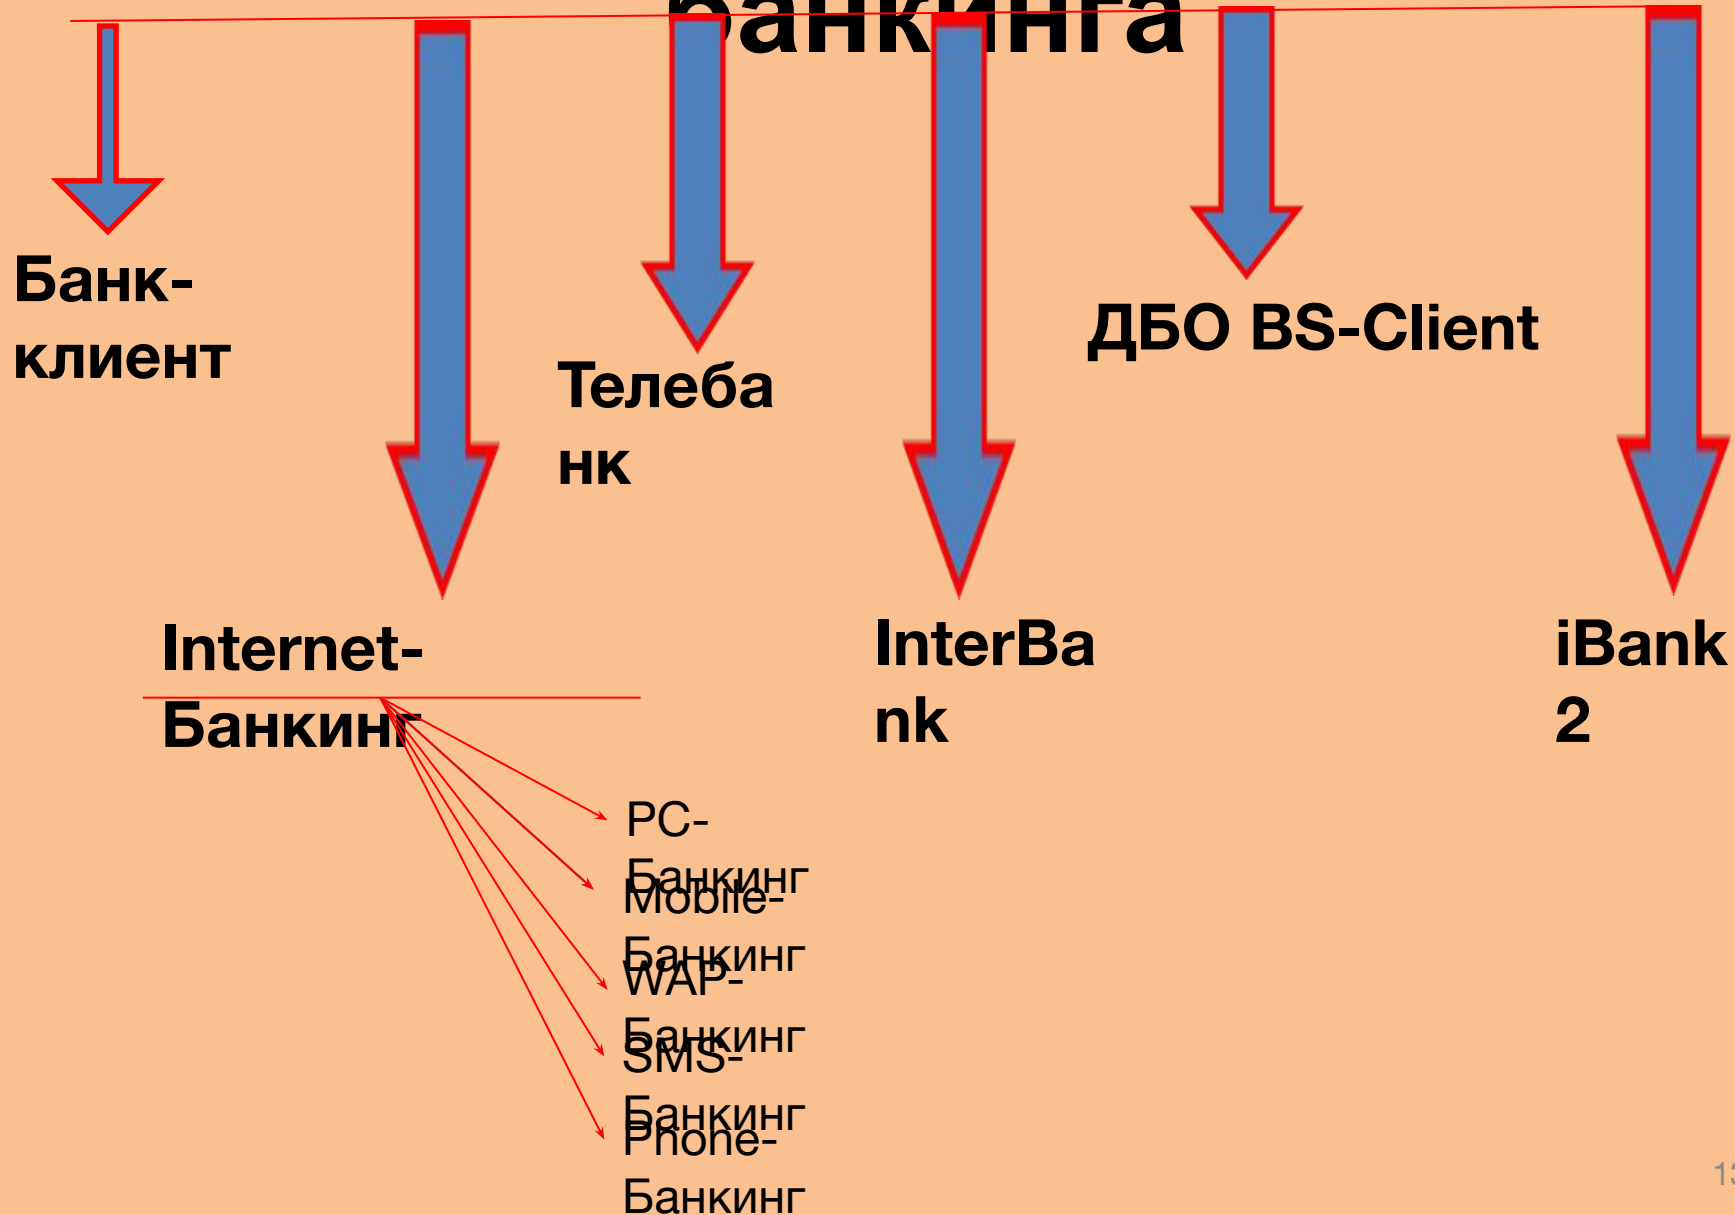 банкинга
Банк-
клиент
ДБО BS-Client
Телеба
нк
Internet-
Банкинг
InterBa
nk
iBank
2
PC-
Банкинг
Mobile-
Банкинг
WAP-
Банкинг
SMS-
Банкинг
Phone-
Банкинг